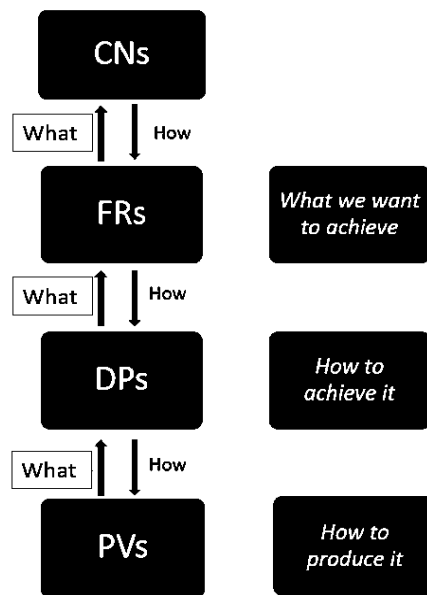 CNs
What
How
FRs
What we want
to achieve
What
How
DPs
How to
achieve it
What
How
PVs
How to
produce it